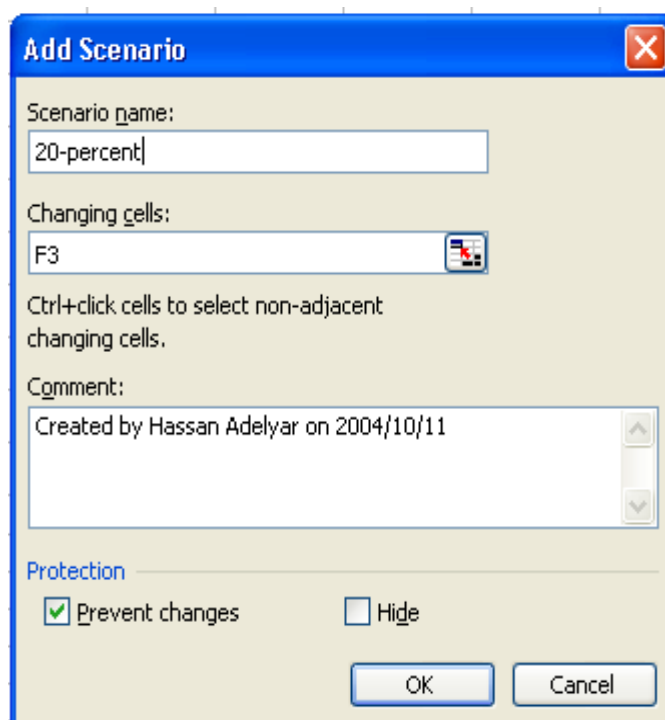 Add Scenario
Scenario name:
20-percent
Changing cells:
F3
Ctrl+click cells to select non-adjacent
changing cells.
Comment:
Created by Hassan Adelyar on 2004/10/11
Protection
Prevent changes
Hide
OK
Cancel